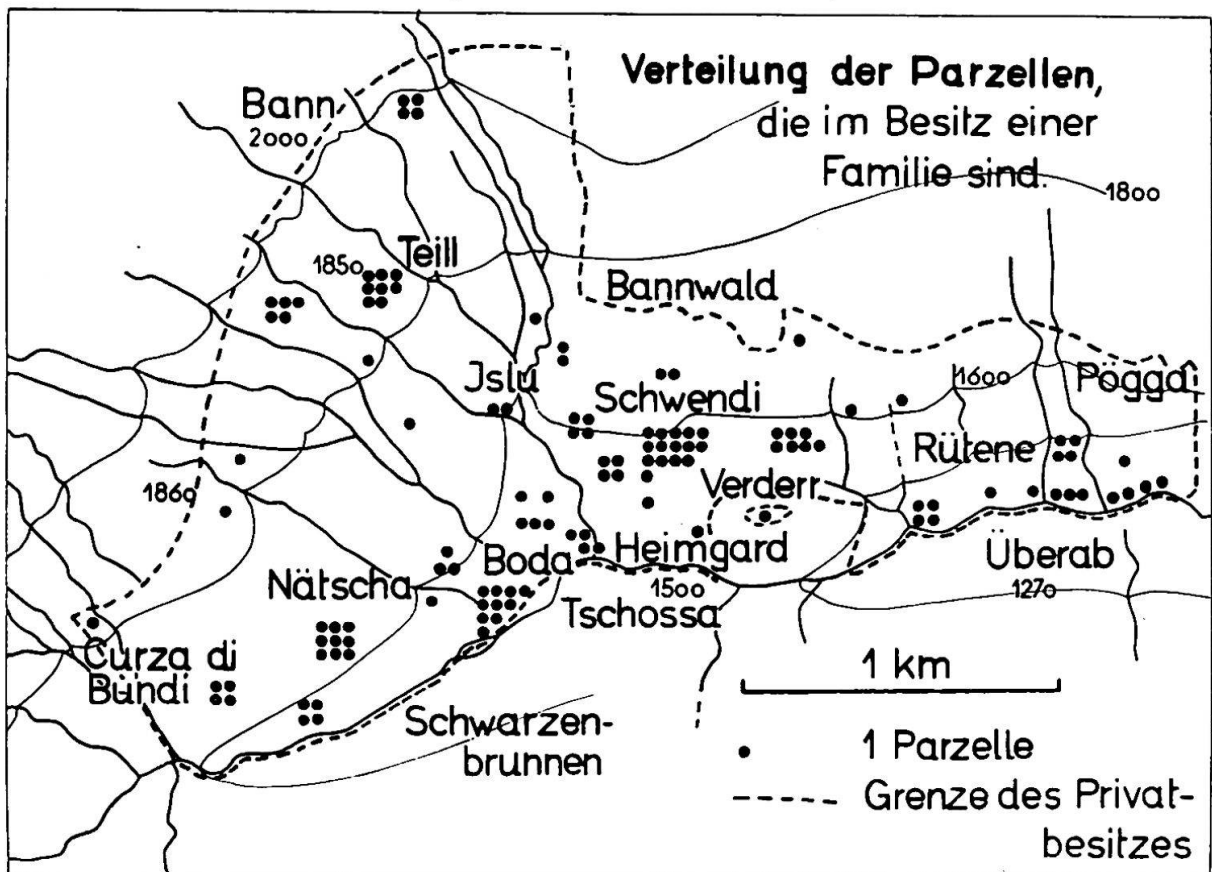 Verteilung der Parzellen,
die im Besitz einer
Familie sind.
Bann
2000
1800
Teill
1850
Bannwald
Jslu
Schwendi
1600
Pögga
Rütene
1860
Verderr
Boda
Heimgard
Überab
Nätscha
1500
Tschossa
1270
Curza di
Bündi
1 km
Schwarzen-
brunnen
1 Parzelle
Grenze des Privat-
besitzes